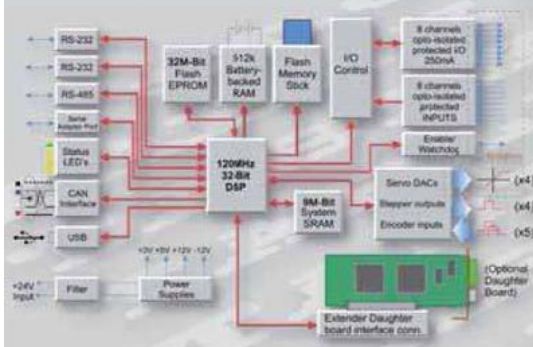 RS-232
RS-232
RS-485
Serial
Adaptor Port
Status
LED's
CAN
Interface
USB
+24V
Input
Filter
+3V +5V +12V -12V
Power
Supplies
32M-Bit
Flash
EPROM
512k
Battery-
backed
RAM
Flash
Memory
Stick
I/O
Control
8 channels
opto-isolated
protected I/O
250mA
8 channels
opto-isolated
protected
INPUTS
Enable/
Watchdog
120MHz
32-Bit
DSP
9M-Bit
System
SRAM
Servo DACs
Stepper outputs
Encoder inputs
(x4)
(x4)
(x5)
(Optional
Daughter
Board)
Extender Daughter
board interface conn.